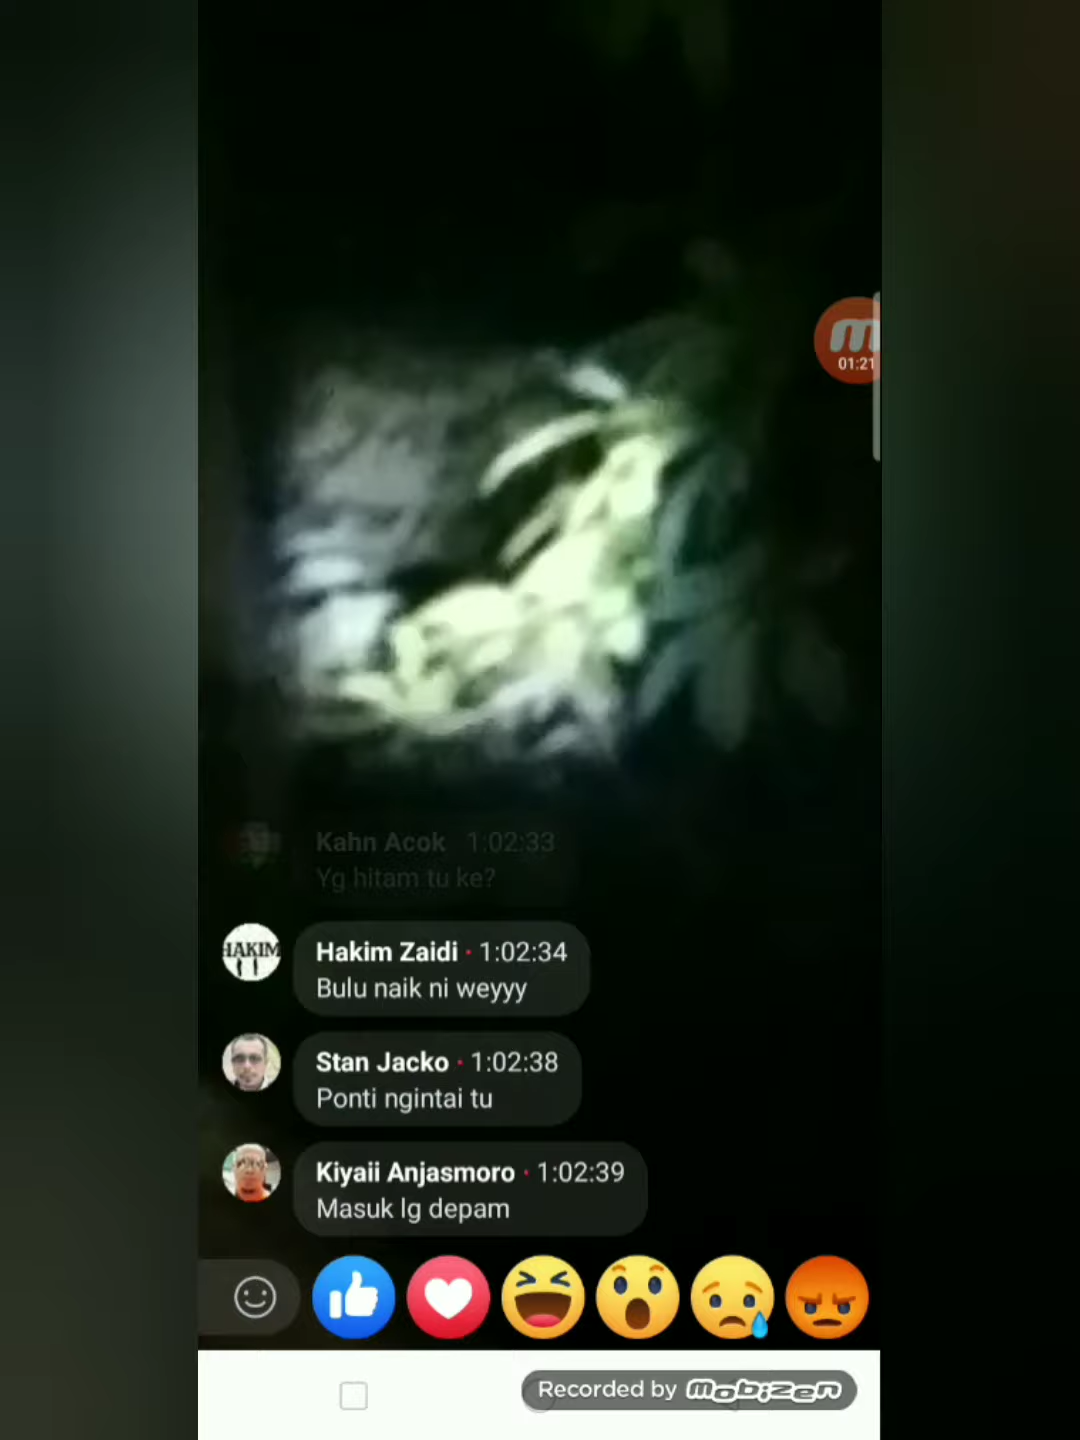 m
01:21
Kahn Acok 1:02:33
Yg hitam tu ke?
HAKIM
Hakim Zaidi · 1:02:34
Bulu naik ni weyyy
Stan Jacko · 1:02:38
Ponti ngintai tu
Kiyaii Anjasmoro · 1:02:39
Masuk lg depam
Recorded by mobizen